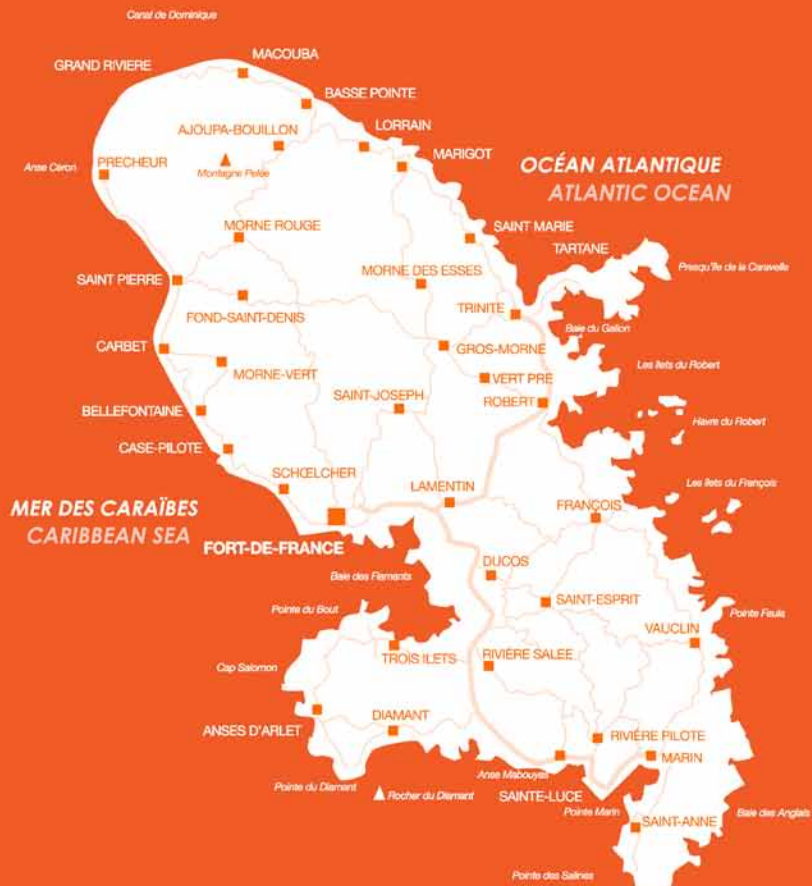 Canal de Dominique
MACOUBA
GRAND RIVIERE
BASSE POINTE
AJOUPA-BOUILLON
LORRAIN
MARIGOT
Anse Céron
PRECHEUR
Montagne Pelée
OCÉAN ATLANTIQUE
ATLANTIC OCEAN
MORNE ROUGE
SAINT MARIE
TARTANE
Presqu'île de la Caravelle
SAINT PIERRE
MORNE DES ESSES
FOND-SAINT-DENIS
TRINITE
Baie du Galion
CARBET
GROS-MORNE
MORNE-VERT
Les Ilets du Robert
VERT PRE
SAINT-JOSEPH
ROBERT
BELLEFONTAINE
Havre du Robert
CASE-PILOTE
SCHŒLCHER
LAMENTIN
Les Ilets du François
MER DES CARAÏBES
CARIBBEAN SEA
FRANÇOIS
FORT-DE-FRANCE
Baie des Flamants
DUCOS
Pointe du Bout
SAINT-ESPRIT
Pointe Faula
VAUCLIN
TROIS ILETS
RIVIÈRE SALEE
Cap Salomon
ANSES D'ARLET
DIAMANT
RIVIÈRE PILOTE
MARIN
Anse Mabouyas
Pointe du Diamant
Rocher du Diamant
SAINTE-LUCE
Pointe Marin
Baie des Anglais
SAINT-ANNE
Pointe des Salines